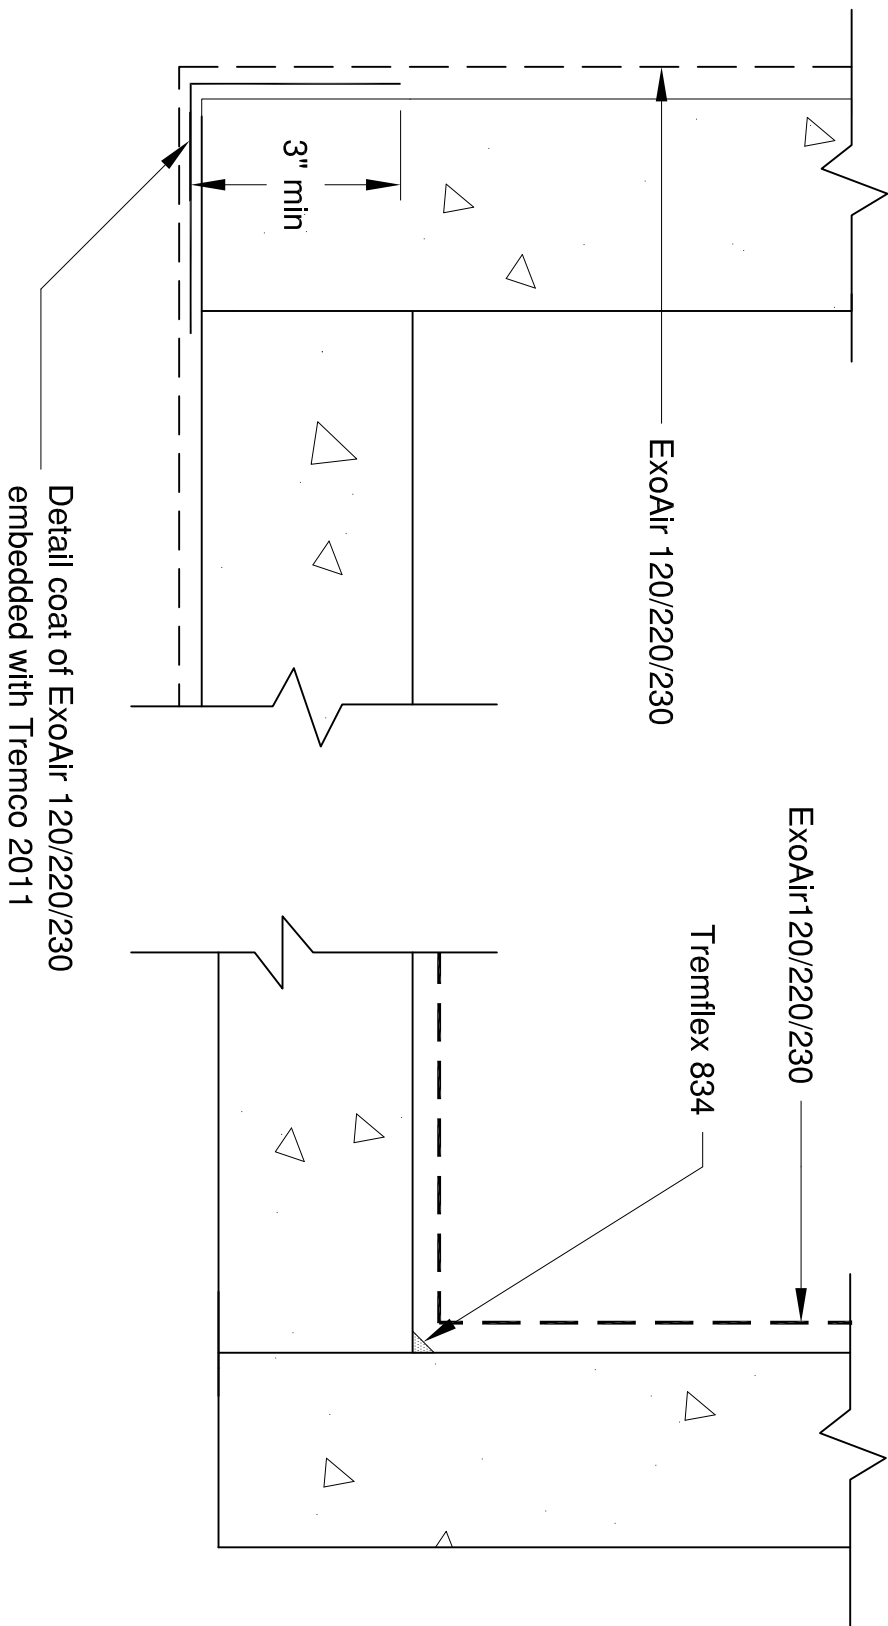 ExoAir120/220/230
Tremflex 834
ExoAir 120/220/230
3" min
Detail coat of ExoAir 120/220/230
embedded with Tremco 2011